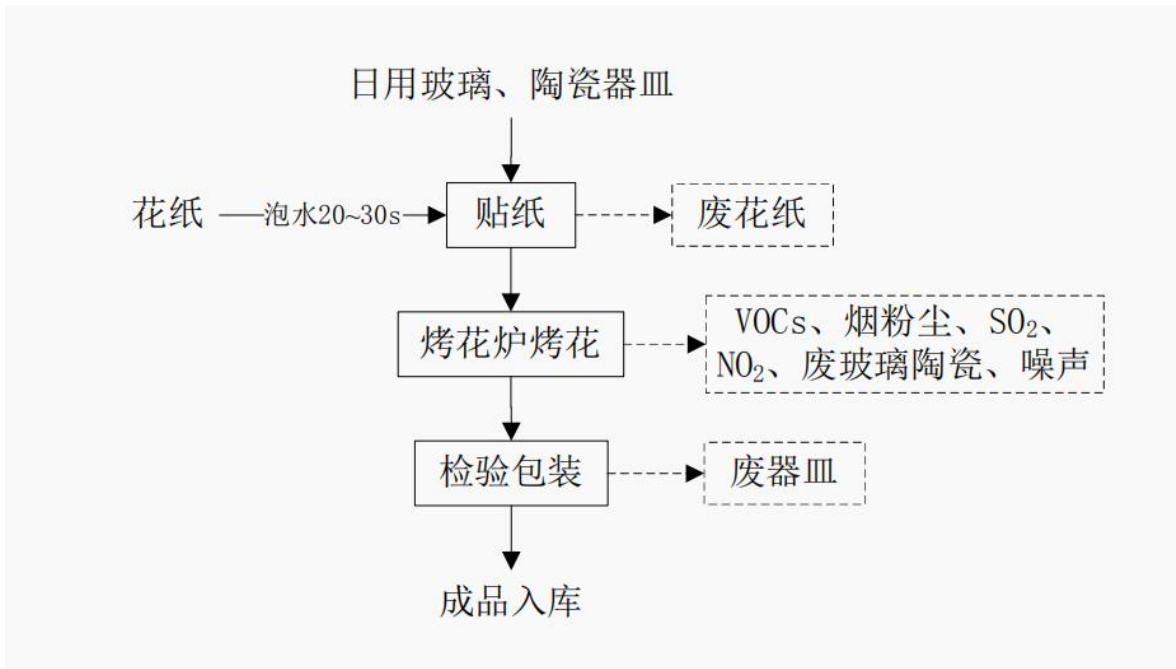 日用玻璃、陶瓷器皿
花纸
泡水20~30s
贴纸
废花纸
烤花炉烤花
VOCs、烟粉尘、SO₂、
NO₂、废玻璃陶瓷、噪声
检验包装
废器皿
成品入库